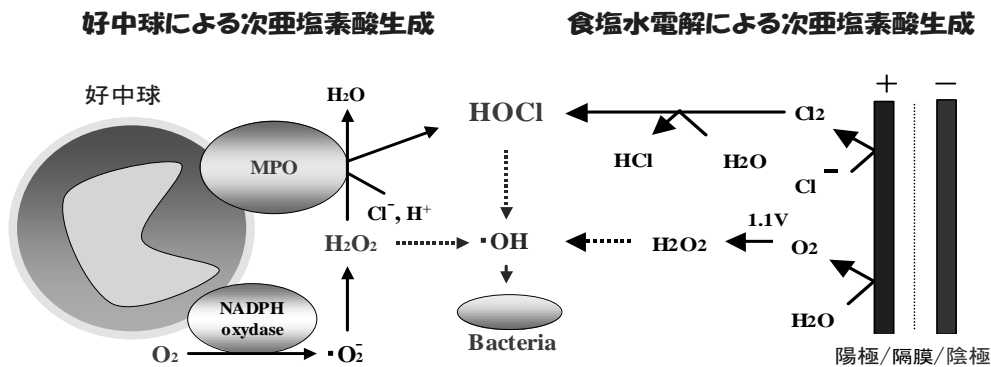 好中球による次亜塩素酸生成
食塩水電解による次亜塩素酸生成
好中球
H₂O
MPO
Cl⁻, H⁺
H₂O₂
NADPH
oxydase
O₂
·O₂⁻
HOCl
·OH
Bacteria
HCl
H2O
Cl2
Cl⁻
1.1V
H2O2
O2
H2O
+
−
陽極/隔膜/陰極